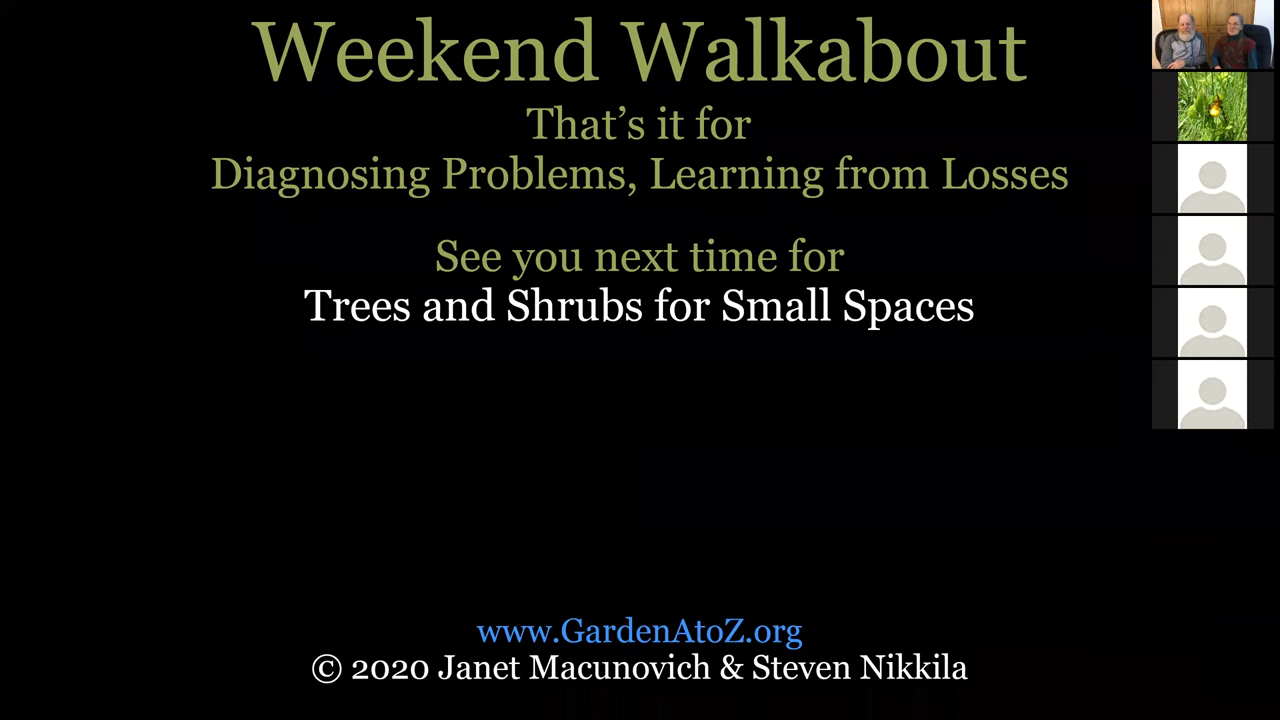 Weekend Walkabout
That's it for
Diagnosing Problems, Learning from Losses
See you next time for
Trees and Shrubs for Small Spaces
www.GardenAtoZ.org
© 2020 Janet Macunovich & Steven Nikkila